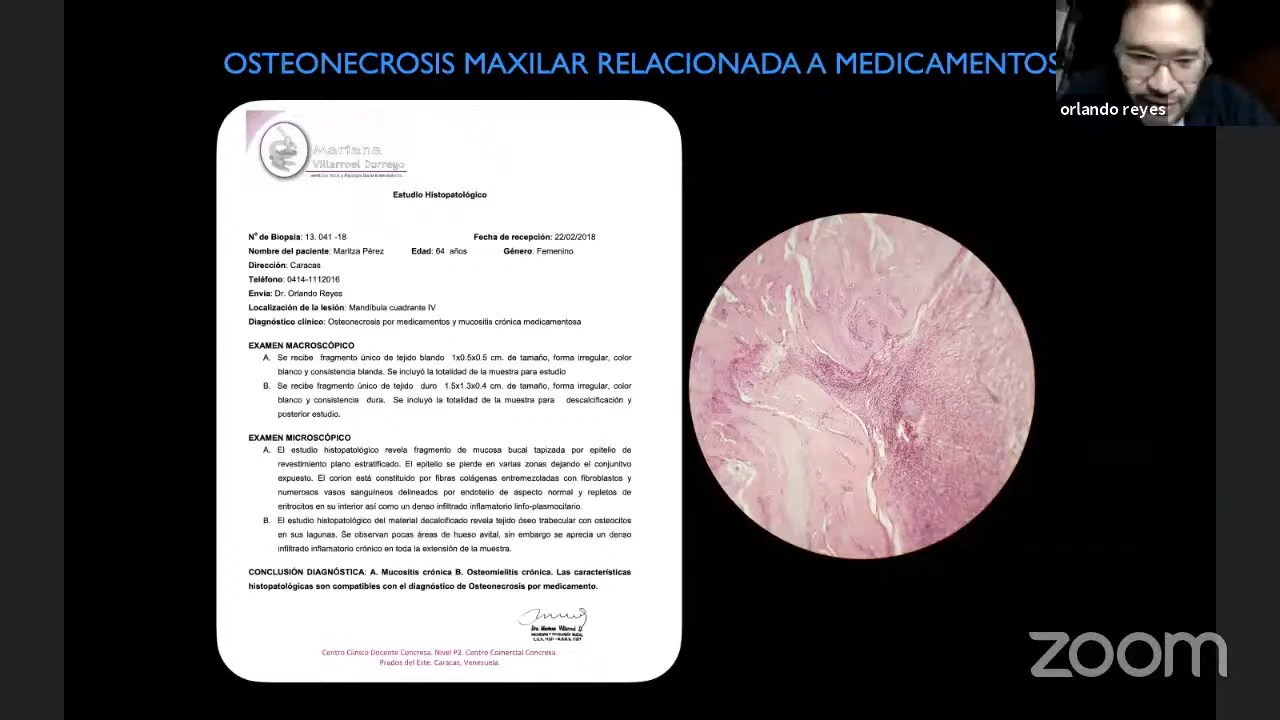 OSTEONECROSIS MAXILAR RELACIONADA A MEDICAMENTOS
orlando reyes
Mariana
Villarroel Dorrego
Estudio Histopatológico
N° de Biopsia: 13. 041 -18 Fecha de recepción: 22/02/2018
Nombre del paciente: Maritza Pérez Edad: 64 años Género: Femenino
Dirección: Caracas
Teléfono: 0414-1112016
Envía: Dr. Orlando Reyes
Localización de la lesión: Mandíbula cuadrante IV
Diagnóstico clínico: Osteonecrosis por medicamentos y mucositis crónica medicamentosa
EXAMEN MACROSCÓPICO
A. Se recibe fragmento único de tejido blando 1x0.5x0.5 cm. de tamaño, forma irregular, color
blanco y consistencia blanda. Se incluyó la totalidad de la muestra para estudio
B. Se recibe fragmento único de tejido duro 1.5x1.3x0.4 cm. de tamaño, forma irregular, color
blanco y consistencia dura. Se incluyó la totalidad de la muestra para descalcificación y
posterior estudio.
EXAMEN MICROSCÓPICO
A. El estudio histopatológico revela fragmento de mucosa bucal tapizada por epitelio de
revestimiento plano estratificado. El epitelio se pierde en varias zonas dejando el conjuntivo
expuesto. El corion está constituido por fibras colágenas entremezcladas con fibroblastos y
numerosos vasos sanguíneos delineados por endotelio de aspecto normal y repletos de
eritrocitos en su interior así como un denso infiltrado inflamatorio linfo-plasmocitario.
B. El estudio histopatológico del material decalcificado revela tejido óseo trabecular con osteocitos
en sus lagunas. Se observan pocas áreas de hueso avital, sin embargo se aprecia un denso
infiltrado inflamatorio crónico en toda la extensión de la muestra.
CONCLUSIÓN DIAGNÓSTICA: A. Mucositis crónica B. Osteomielitis crónica. Las características
histopatológicas son compatibles con el diagnóstico de Osteonecrosis por medicamento.
Centro Clínico Docente Concresa. Nivel P2. Centro Comercial Concresa.
Prados del Este. Caracas, Venezuela.
zoom